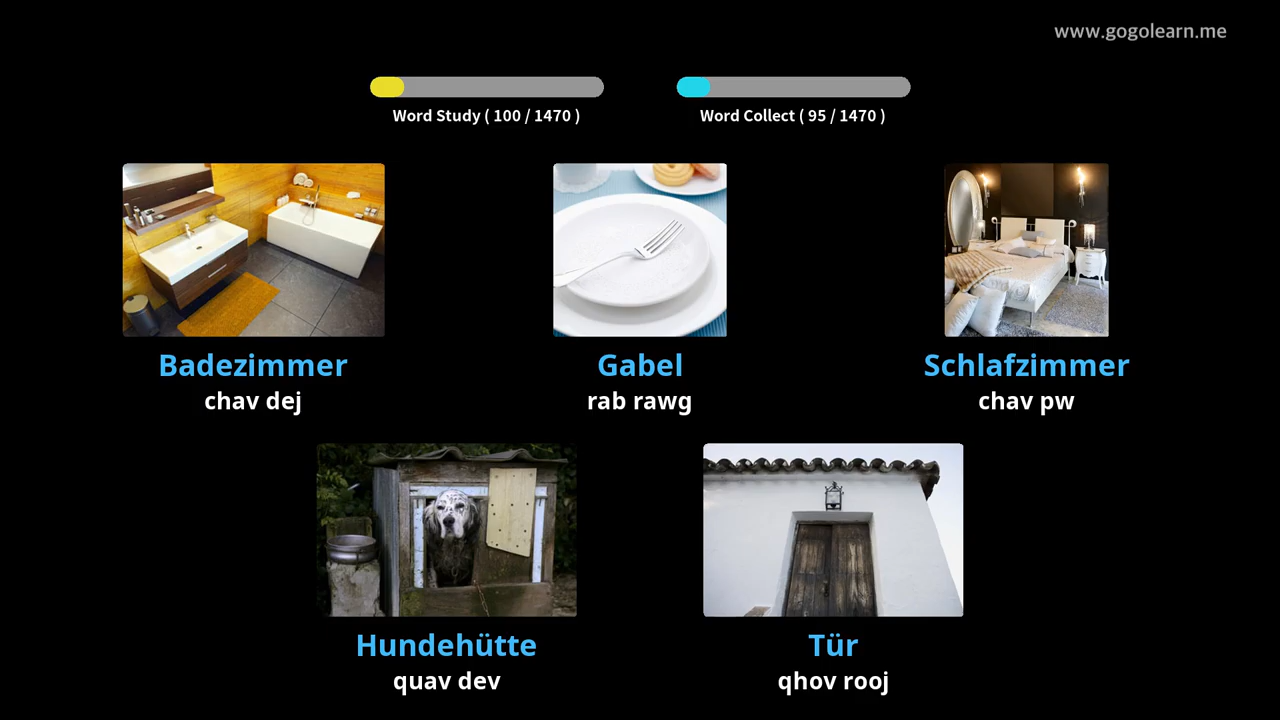 www.gogolearn.me
Word Study ( 100 / 1470 )
Word Collect ( 95 / 1470 )
Badezimmer
chav dej
Gabel
rab rawg
Schlafzimmer
chav pw
Hundehütte
quav dev
Tür
qhov rooj